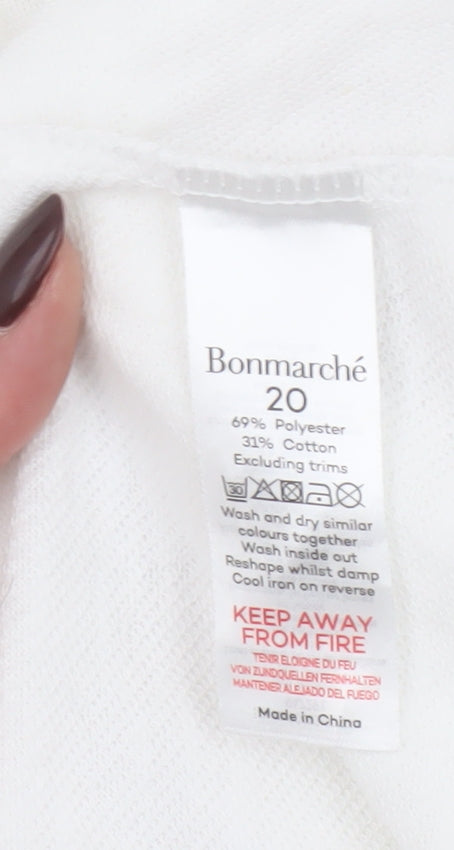 Bonmarché
20
69% Polyester
31% Cotton
Excluding trims
30
Wash and dry similar
colours together
Wash inside out
Reshape whilst damp
Cool iron on reverse
KEEP AWAY
FROM FIRE
TENIR ELOIGNE DU FEU
VON ZUNDQUELLEN FERNHALTEN
MANTENER ALEJADO DEL FUEGO
Made in China